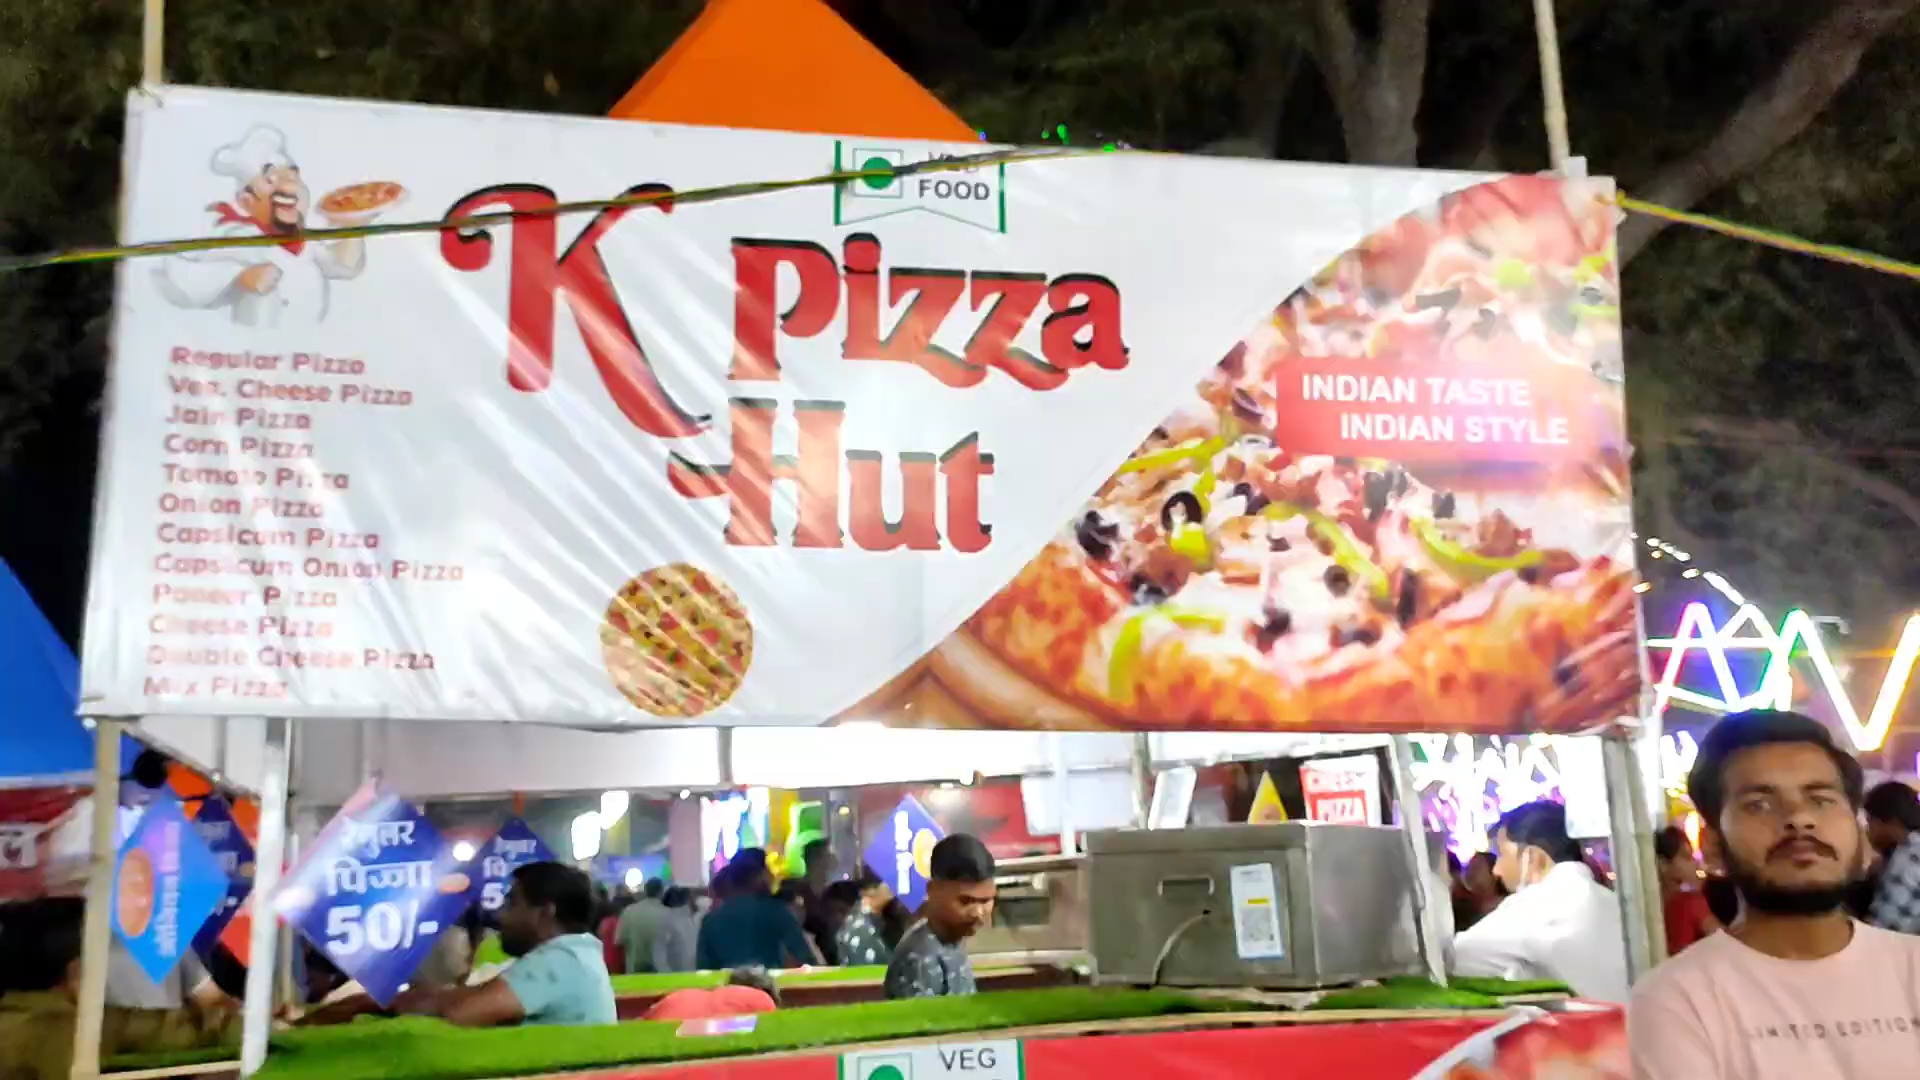 FOOD
K Pizza
Hut
INDIAN TASTE
INDIAN STYLE
Regular Pizza
Veg. Cheese Pizza
Jain Pizza
Corn Pizza
Tomato Pizza
Onion Pizza
Capsicum Pizza
Capsicum Onion Pizza
Paneer Pizza
Cheese Pizza
Double Cheese Pizza
Mix Pizza
रेगुलर
पिज्जा
50/-
PIZZA
LIMITED EDITION
VEG